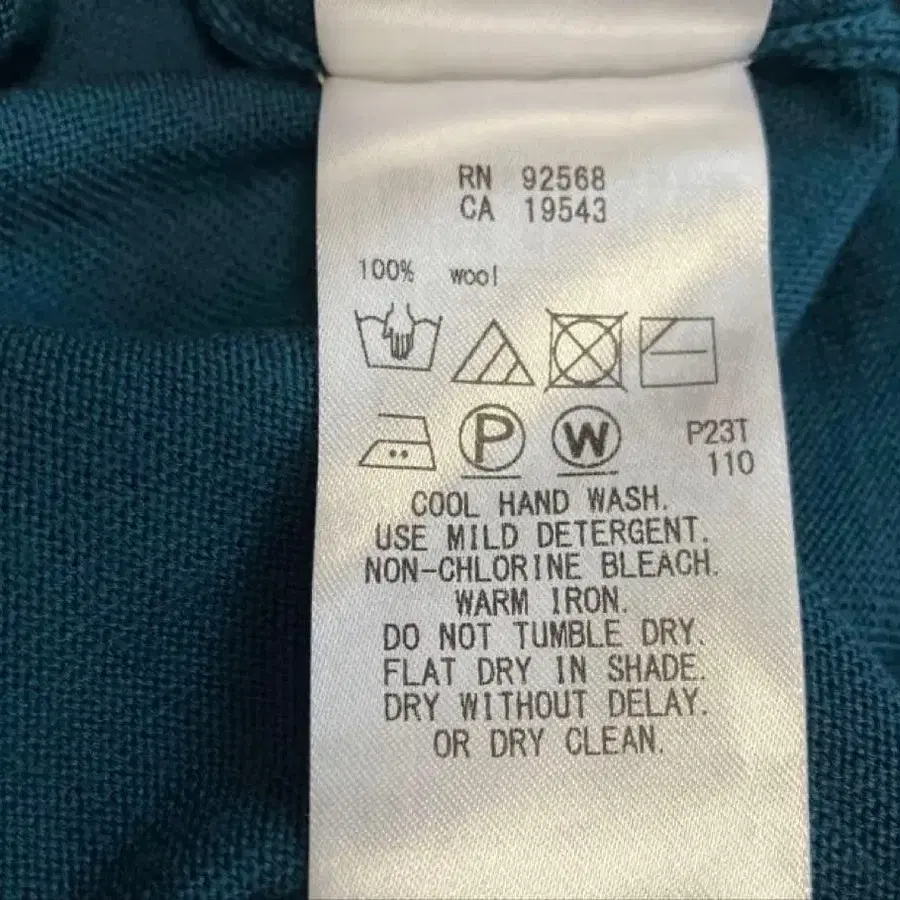 RN 92568
CA 19543
100% wool
P W P23T
110
COOL HAND WASH.
USE MILD DETERGENT.
NON-CHLORINE BLEACH.
WARM IRON.
DO NOT TUMBLE DRY.
FLAT DRY IN SHADE.
DRY WITHOUT DELAY.
OR DRY CLEAN.